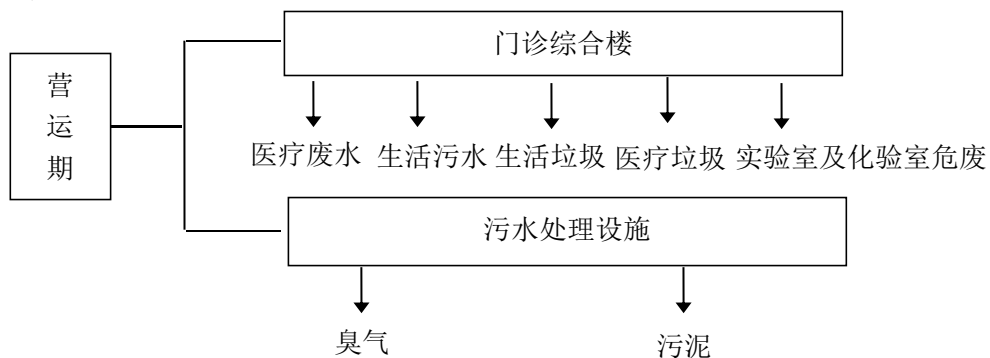 营运期
门诊综合楼
医疗废水 生活污水 生活垃圾 医疗垃圾 实验室及化验室危废
污水处理设施
臭气 污泥